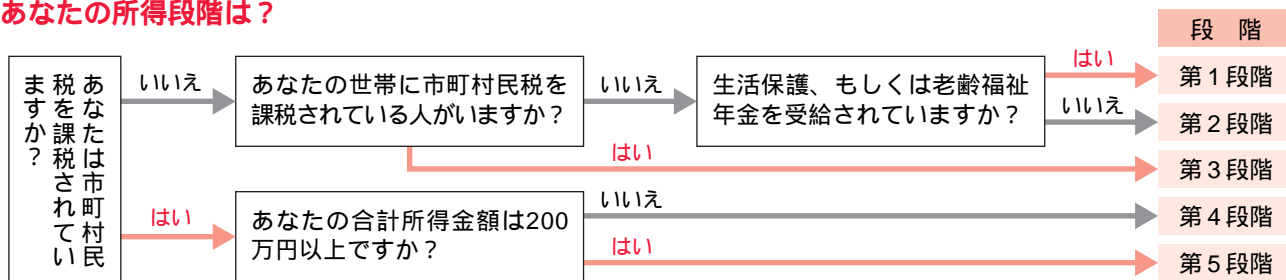 あなたの所得段階は？
段　階
あなたは市町村民
税を課税されてい
ますか？
いいえ
あなたの世帯に市町村民税を
課税されている人がいますか？
いいえ
生活保護、もしくは老齢福祉
年金を受給されていますか？
はい
第１段階
いいえ
第２段階
はい
第３段階
はい
あなたの合計所得金額は200
万円以上ですか？
いいえ
第４段階
はい
第５段階